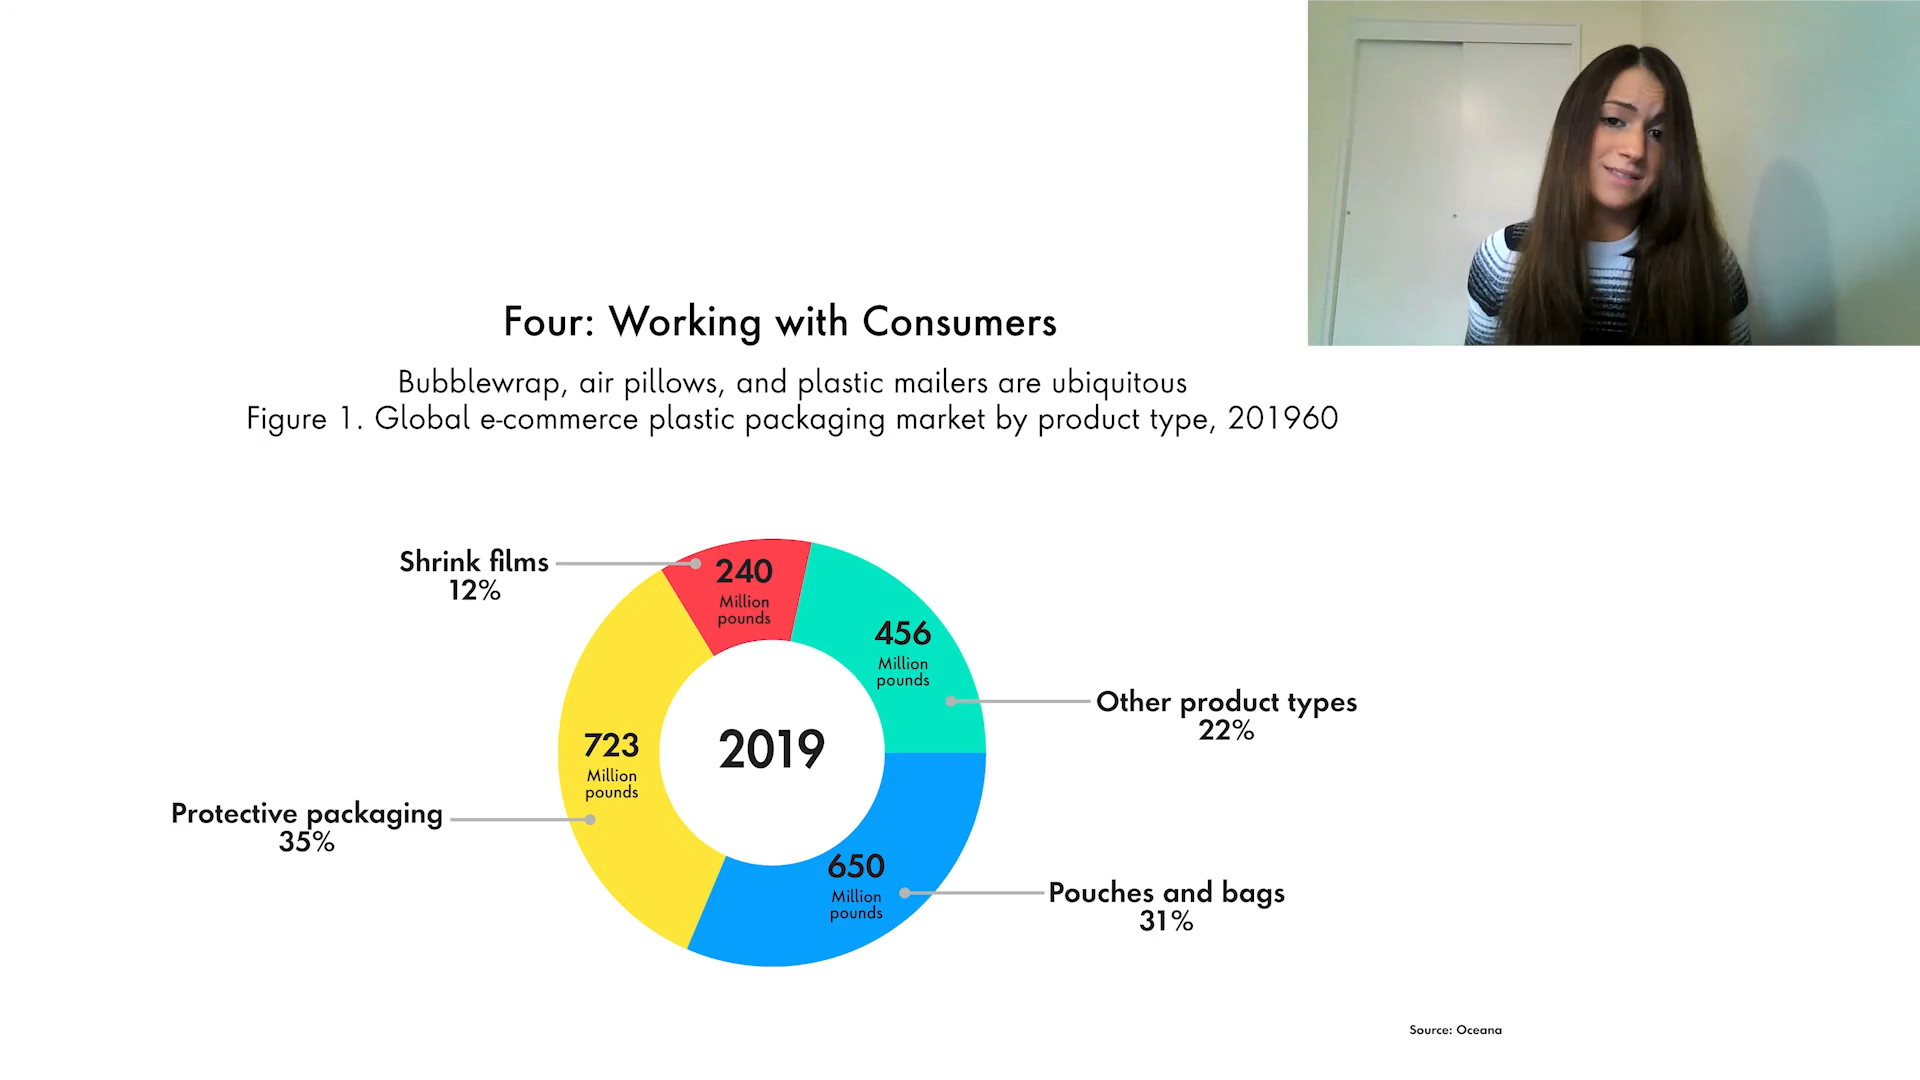 Four: Working with Consumers
Bubblewrap, air pillows, and plastic mailers are ubiquitous
Figure 1. Global e-commerce plastic packaging market by product type, 201960
Shrink films
12%
240
Million
pounds
456
Million
pounds
Other product types
22%
2019
723
Million
pounds
Protective packaging
35%
650
Million
pounds
Pouches and bags
31%
Source: Oceana